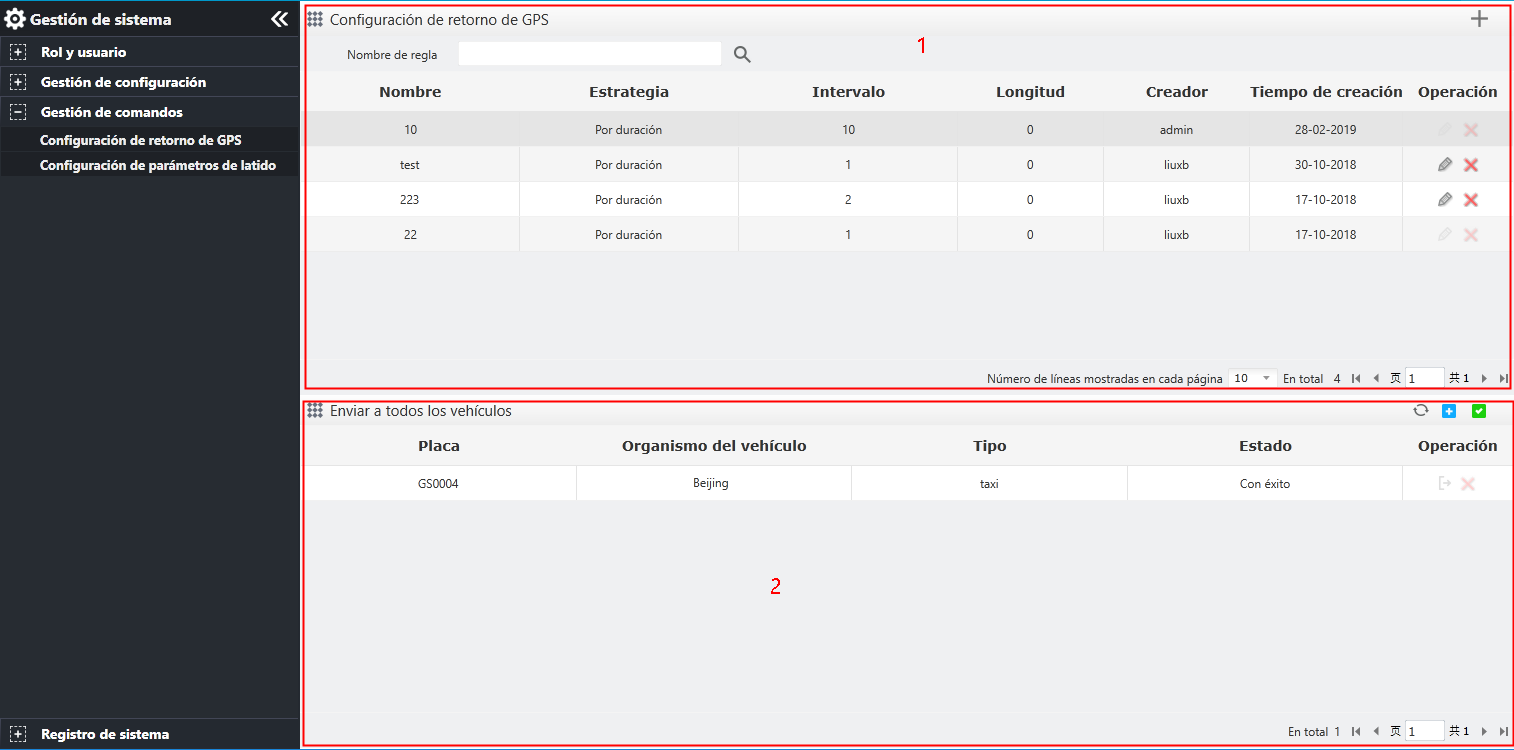 Gestión de sistema
Rol y usuario
Gestión de configuración
Gestión de comandos
Configuración de retorno de GPS
Configuración de parámetros de latido
Registro de sistema
Configuración de retorno de GPS
1
Nombre de regla
Nombre Estrategia Intervalo Longitud Creador Tiempo de creación Operación
10 Por duración 10 0 admin 28-02-2019
test Por duración 1 0 liuxb 30-10-2018
223 Por duración 2 0 liuxb 17-10-2018
22 Por duración 1 0 liuxb 17-10-2018
Número de líneas mostradas en cada página 10 En total 4 页 1 共 1
Enviar a todos los vehículos
Placa Organismo del vehículo Tipo Estado Operación
GS0004 Beijing taxi Con éxito
2
En total 1 页 1 共 1